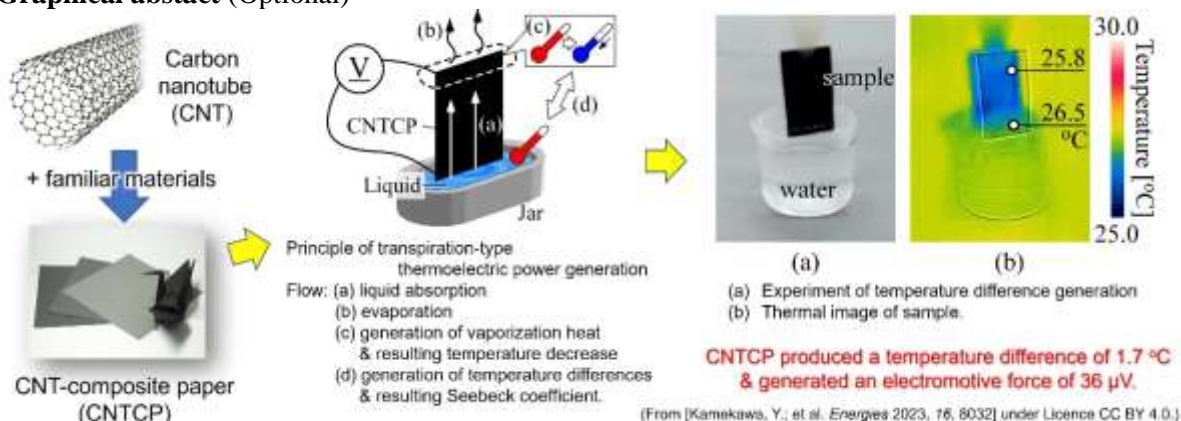 Graphical abstact (Optional)
Carbon
nanotube
(CNT)
+ familiar materials
CNT-composite paper
(CNTCP)
(b)
(c)
V
CNTCP
(a)
(d)
Liquid
Jar
Principle of transpiration-type
thermoelectric power generation
Flow: (a) liquid absorption
(b) evaporation
(c) generation of vaporization heat
& resulting temperature decrease
(d) generation of temperature differences
& resulting Seebeck coefficient.
sample
water
(a)
25.8
26.5
°C
(b)
30.0
Temperature [°C]
25.0
(a) Experiment of temperature difference generation
(b) Thermal image of sample.
CNTCP produced a temperature difference of 1.7 °C
& generated an electromotive force of 36 µV.
(From [Kamekawa, Y.; et al. Energies 2023, 16, 8032] under Licence CC BY 4.0.)